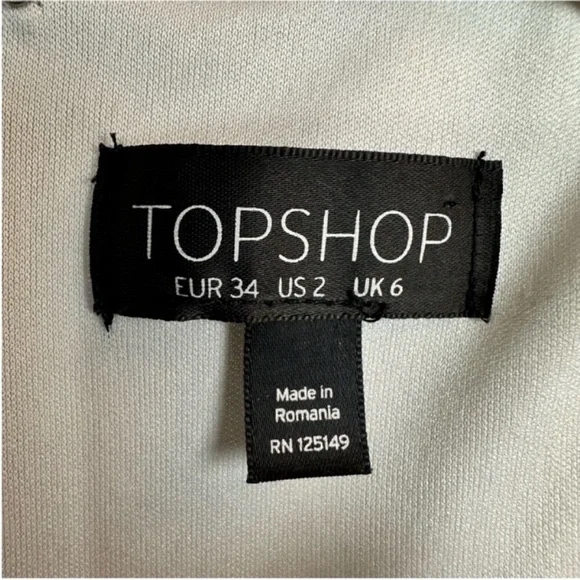 TOPSHOP
EUR 34 US 2 UK 6
Made in
Romania
RN 125149